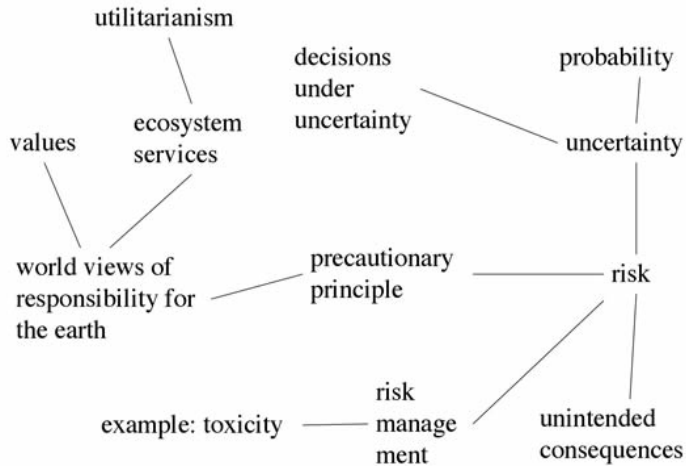 utilitarianism
decisions
under
uncertainty
probability
values
ecosystem
services
uncertainty
world views of
responsibility for
the earth
precautionary
principle
risk
example: toxicity
risk
manage
ment
unintended
consequences